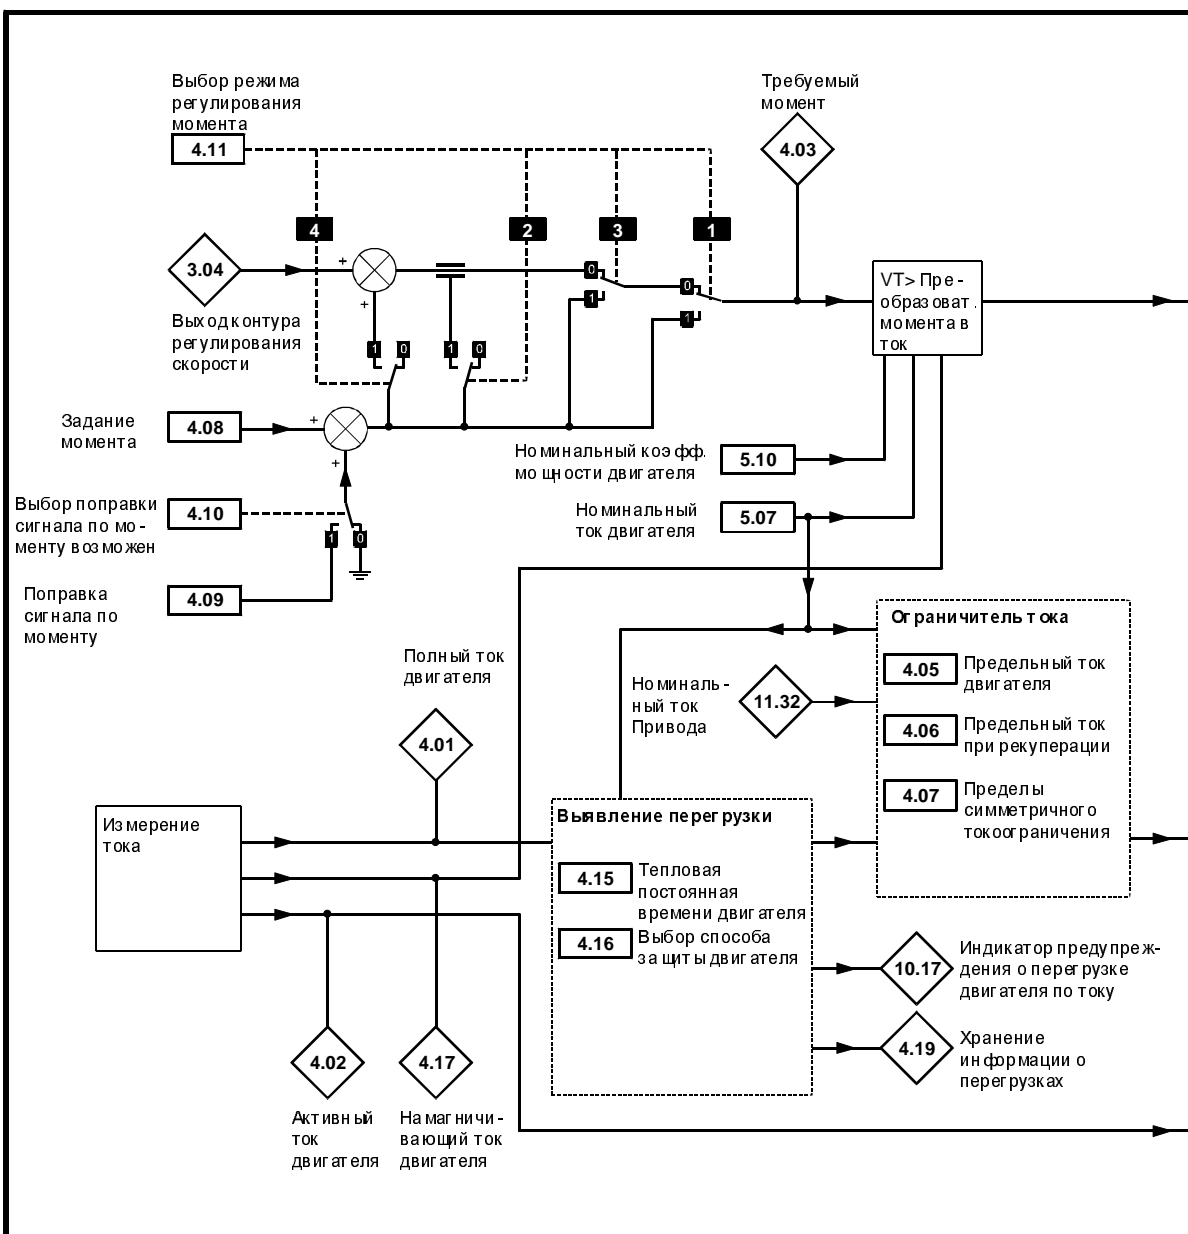 Выбор режима
регулирования
момента
4.11
Требуемый
момент
4.03
4
2
3
1
3.04
+
+
0
1
0
1
Выход контура
регулирования
скорости
1
0
1
0
VT> Пре-
образоват.
момента в
ток
Задание
момента
4.08
+
+
Номинальный коэфф.
мощности двигателя
5.10
Выбор поправки
сигнала по мо-
менту возможен
4.10
Номинальный
ток двигателя
5.07
1
0
Поправка
сигнала по
моменту
4.09
Ограничитель тока
4.05
Предельный ток
двигателя
4.06
Предельный ток
при рекуперации
4.07
Пределы
симметричного
токоограничения
Номиналь-
ный ток
Привода
11.32
Полный ток
двигателя
4.01
Измерение
тока
Выявление перегрузки
4.15
Тепловая
постоянная
времени двигателя
4.16
Выбор способа
защиты двигателя
10.17
Индикатор предупреж-
дения о перегрузке
двигателя по току
4.19
Хранение
информации о
перегрузках
4.02
Активный
ток
двигателя
4.17
Намагничи-
вающий ток
двигателя